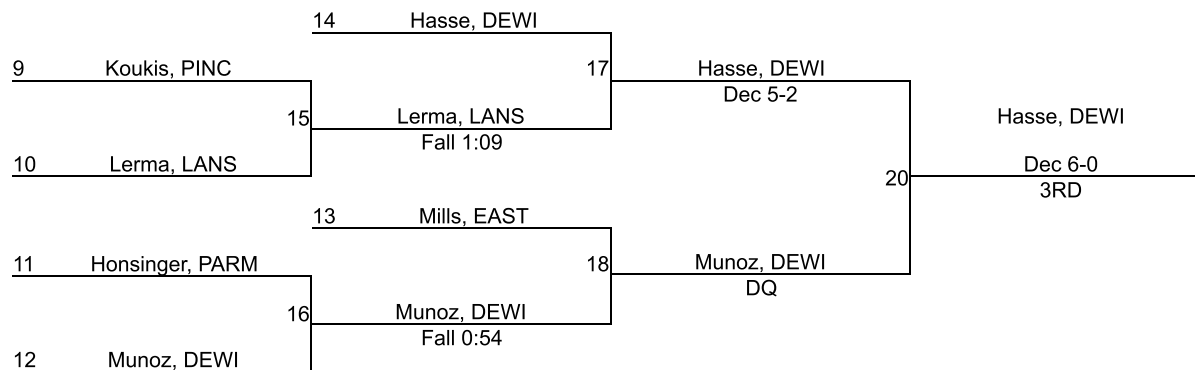 14 Hasse, DEWI
9 Koukis, PINC
17 Hasse, DEWI
Dec 5-2
15 Lerma, LANS
Fall 1:09
Hasse, DEWI
10 Lerma, LANS
Dec 6-0
20
3RD
13 Mills, EAST
11 Honsinger, PARM
18 Munoz, DEWI
DQ
16 Munoz, DEWI
Fall 0:54
12 Munoz, DEWI